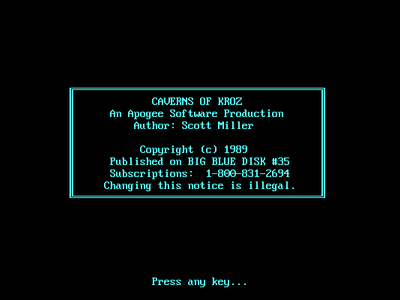 CAVERNS OF KROZ
An Apogee Software Production
Author: Scott Miller
Copyright (c) 1989
Published on BIG BLUE DISK #35
Subscriptions:  1-800-831-2694
Changing this notice is illegal.
Press any key...